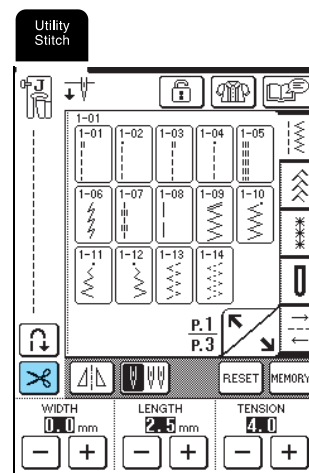 Utility
Stitch
J
1-01
1-01 1-02 1-03 1-04 1-05
1-06 1-07 1-08 1-09 1-10
1-11 1-12 1-13 1-14
P.1
P.3
RESET MEMORY
WIDTH LENGTH TENSION
0.0 mm 2.5 mm 4.0
− + − + − +